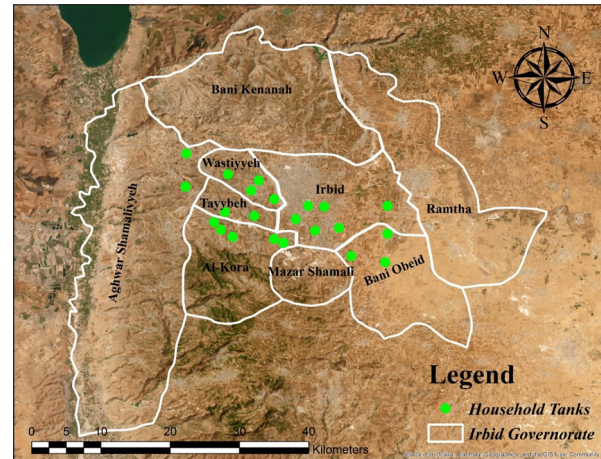 N
W E
S
Bani Kenanah
Wastiyyeh
Irbid
Tayybeh
Ramtha
Aghwar Shamaliyyeh
Al-Kora
Mazar Shamali
Bani Obeid
Legend
Household Tanks
Irbid Governorate
0 10 20 30 40
Kilometers